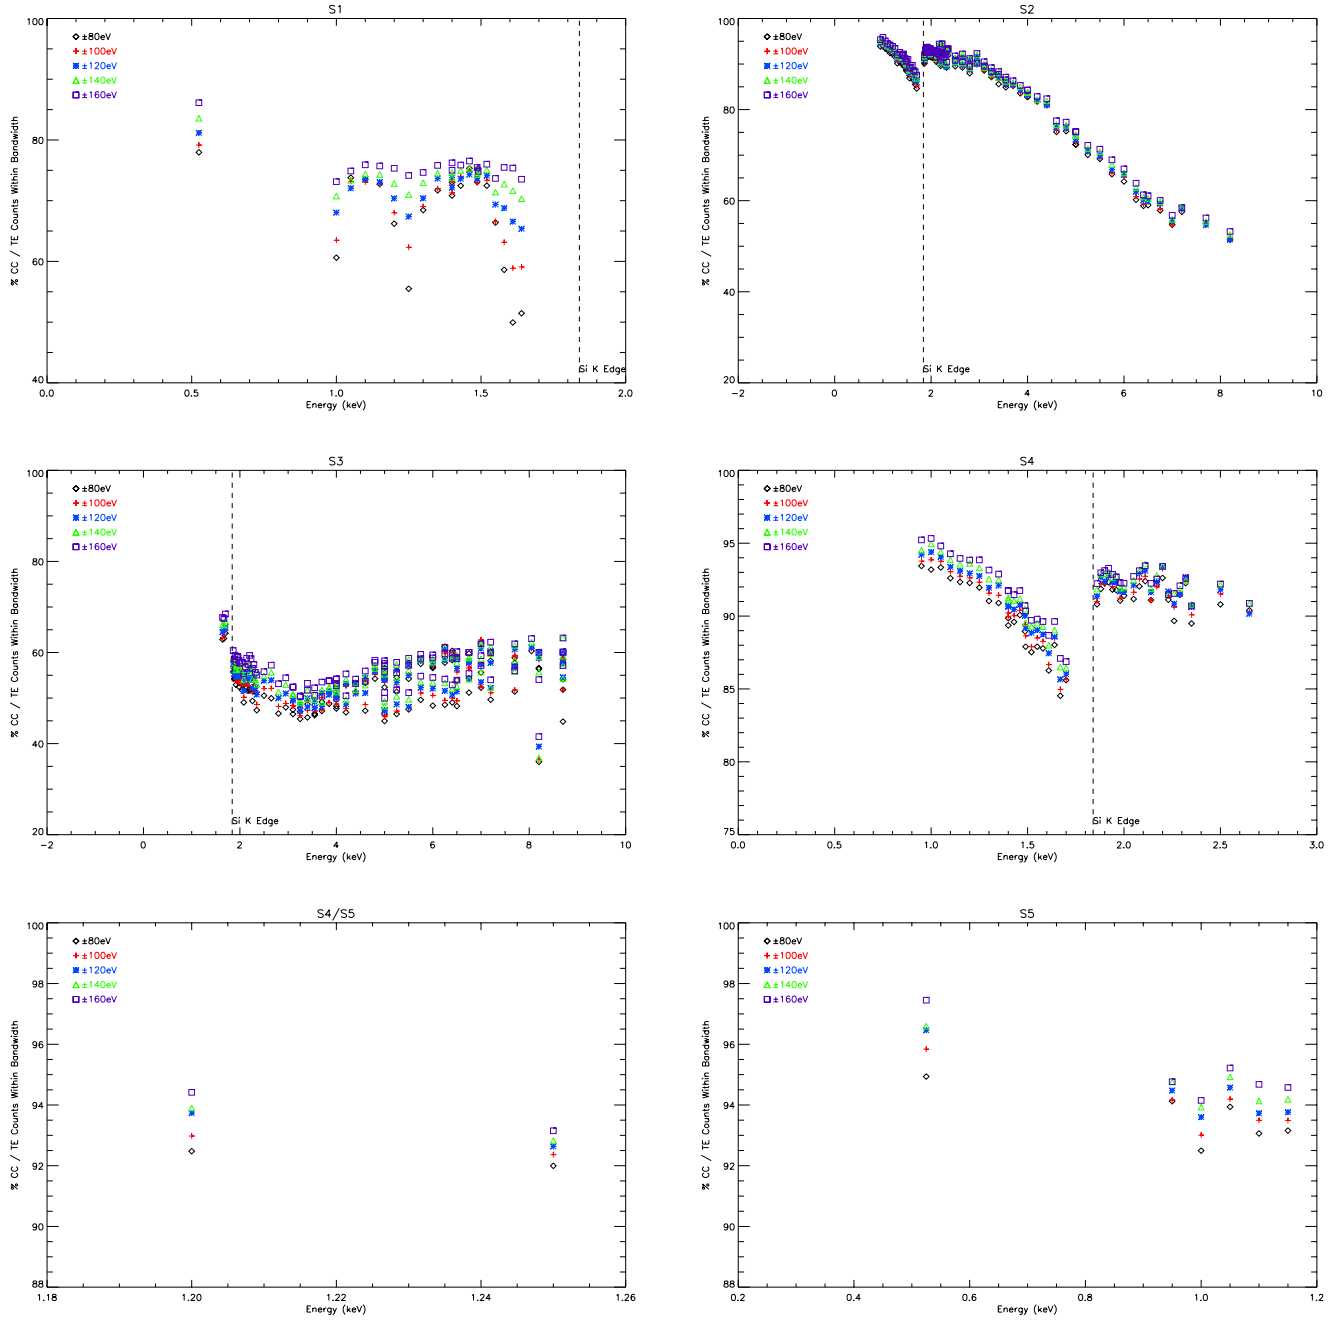 S1
±80eV
±100eV
±120eV
±140eV
±160eV
100
80
60
40
% CC / TE Counts Within Bandwidth
Si K Edge
0.0 0.5 1.0 1.5 2.0
Energy (keV)
S2
±80eV
±100eV
±120eV
±140eV
±160eV
100
80
60
40
20
% CC / TE Counts Within Bandwidth
Si K Edge
−2 0 2 4 6 8 10
Energy (keV)
S3
±80eV
±100eV
±120eV
±140eV
±160eV
100
80
60
40
20
% CC / TE Counts Within Bandwidth
Si K Edge
−2 0 2 4 6 8 10
Energy (keV)
S4
±80eV
±100eV
±120eV
±140eV
±160eV
100
95
90
85
80
75
% CC / TE Counts Within Bandwidth
Si K Edge
0.0 0.5 1.0 1.5 2.0 2.5 3.0
Energy (keV)
S4/S5
±80eV
±100eV
±120eV
±140eV
±160eV
100
98
96
94
92
90
88
% CC / TE Counts Within Bandwidth
1.18 1.20 1.22 1.24 1.26
Energy (keV)
S5
±80eV
±100eV
±120eV
±140eV
±160eV
100
98
96
94
92
90
88
% CC / TE Counts Within Bandwidth
0.2 0.4 0.6 0.8 1.0 1.2
Energy (keV)